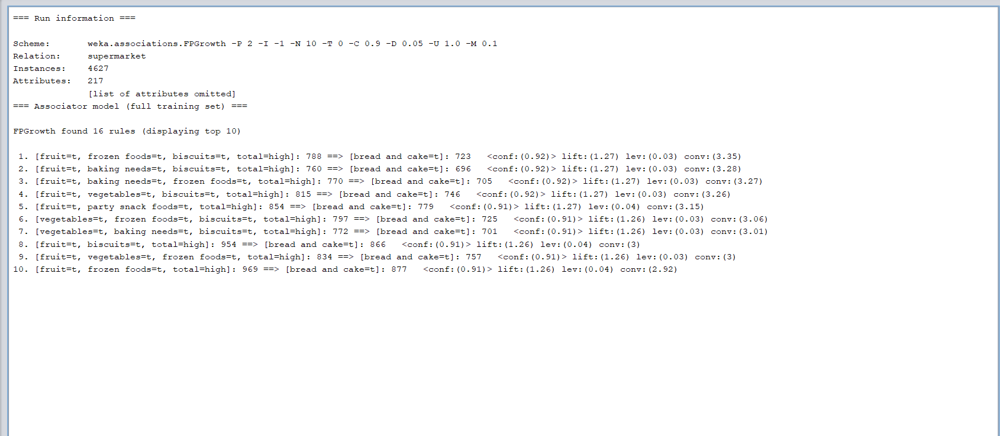 === Run information ===
Scheme:       weka.associations.FPGrowth -P 2 -I -1 -N 10 -T 0 -C 0.9 -D 0.05 -U 1.0 -M 0.1
Relation:     supermarket
Instances:    4627
Attributes:   217
              [list of attributes omitted]
=== Associator model (full training set) ===
FPGrowth found 16 rules (displaying top 10)
 1. [fruit=t, frozen foods=t, biscuits=t, total=high]: 788 ==> [bread and cake=t]: 723   <conf:(0.92)> lift:(1.27) lev:(0.03) conv:(3.35)
 2. [fruit=t, baking needs=t, biscuits=t, total=high]: 760 ==> [bread and cake=t]: 696   <conf:(0.92)> lift:(1.27) lev:(0.03) conv:(3.28)
 3. [fruit=t, baking needs=t, frozen foods=t, total=high]: 770 ==> [bread and cake=t]: 705   <conf:(0.92)> lift:(1.27) lev:(0.03) conv:(3.27)
 4. [fruit=t, vegetables=t, biscuits=t, total=high]: 815 ==> [bread and cake=t]: 746   <conf:(0.92)> lift:(1.27) lev:(0.03) conv:(3.26)
 5. [fruit=t, party snack foods=t, total=high]: 854 ==> [bread and cake=t]: 779   <conf:(0.91)> lift:(1.27) lev:(0.04) conv:(3.15)
 6. [vegetables=t, frozen foods=t, biscuits=t, total=high]: 797 ==> [bread and cake=t]: 725   <conf:(0.91)> lift:(1.26) lev:(0.03) conv:(3.06)
 7. [vegetables=t, baking needs=t, biscuits=t, total=high]: 772 ==> [bread and cake=t]: 701   <conf:(0.91)> lift:(1.26) lev:(0.03) conv:(3.01)
 8. [fruit=t, biscuits=t, total=high]: 954 ==> [bread and cake=t]: 866   <conf:(0.91)> lift:(1.26) lev:(0.04) conv:(3)
 9. [fruit=t, vegetables=t, frozen foods=t, total=high]: 834 ==> [bread and cake=t]: 757   <conf:(0.91)> lift:(1.26) lev:(0.03) conv:(3)
10. [fruit=t, frozen foods=t, total=high]: 969 ==> [bread and cake=t]: 877   <conf:(0.91)> lift:(1.26) lev:(0.04) conv:(2.92)